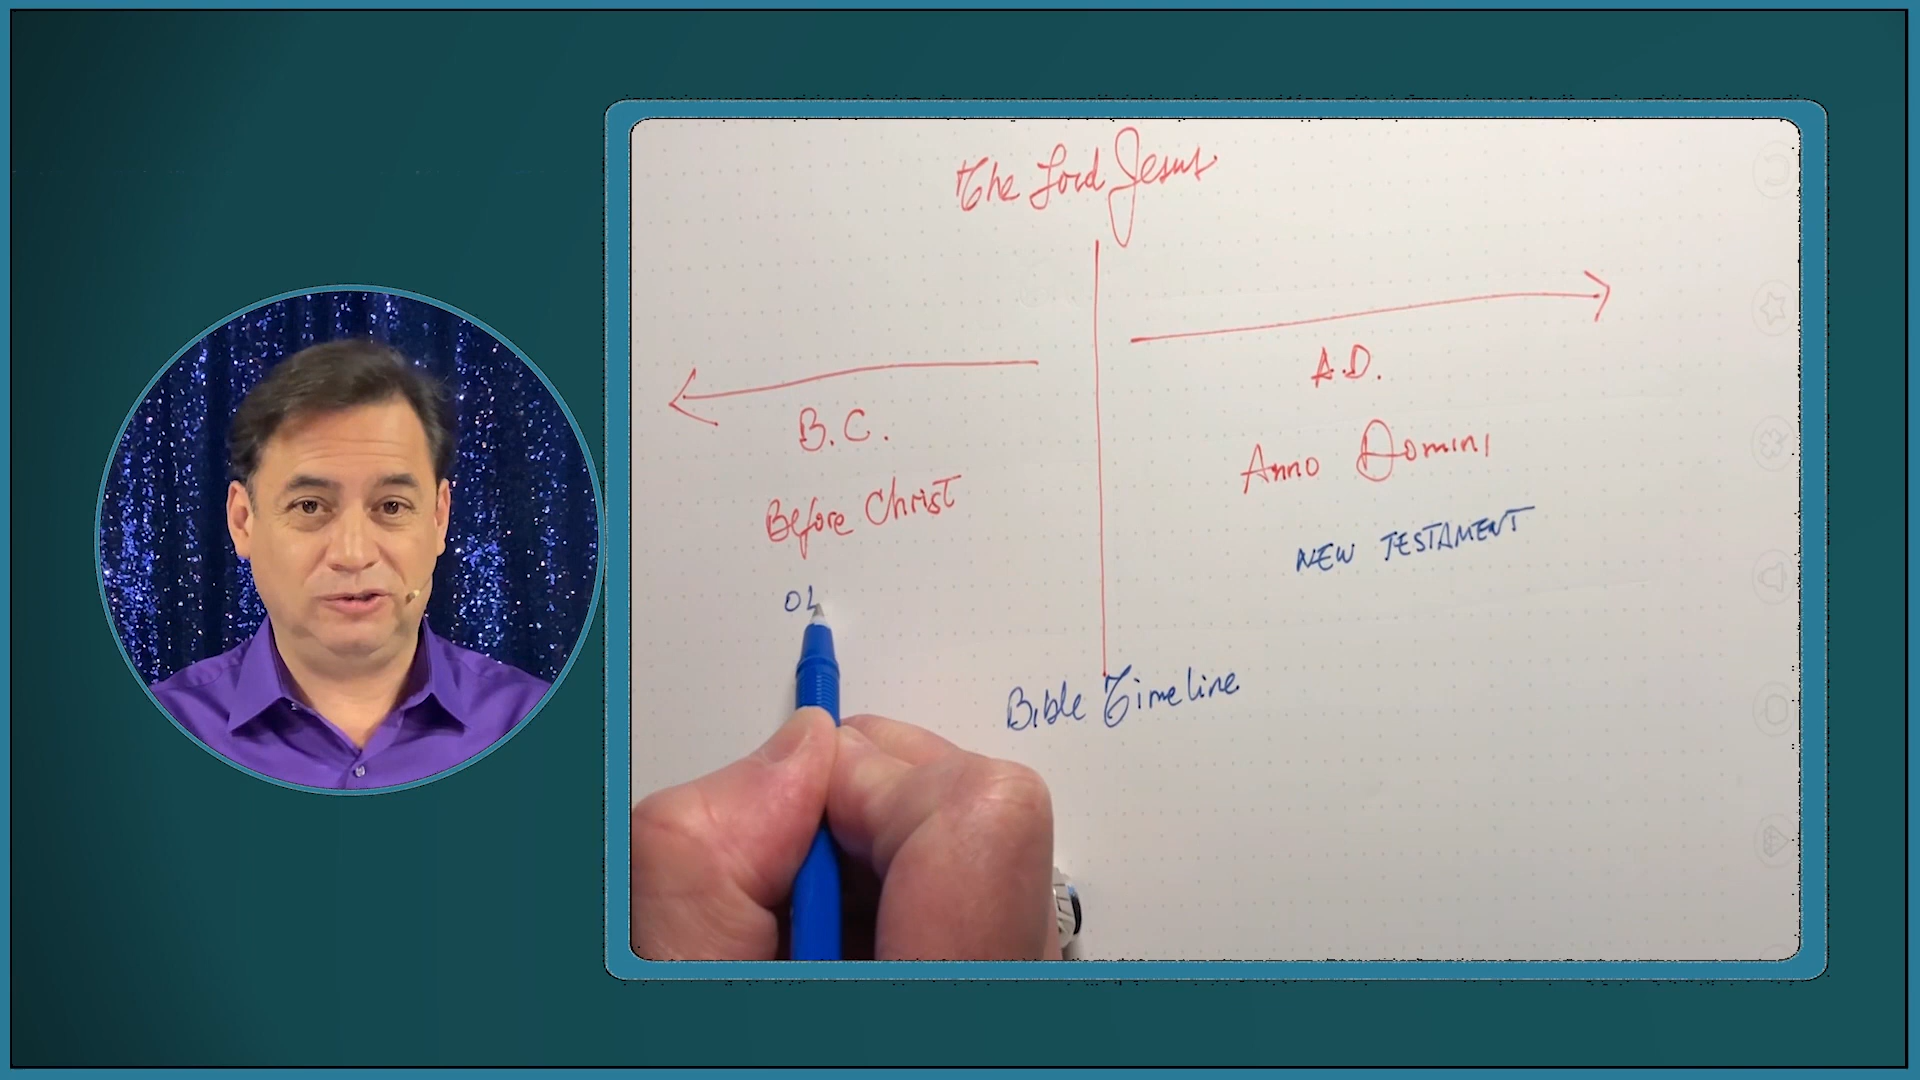 The Lord Jesus
A.D.
B.C.
Anno Domini
Before Christ
NEW TESTAMENT
OL
Bible Timeline